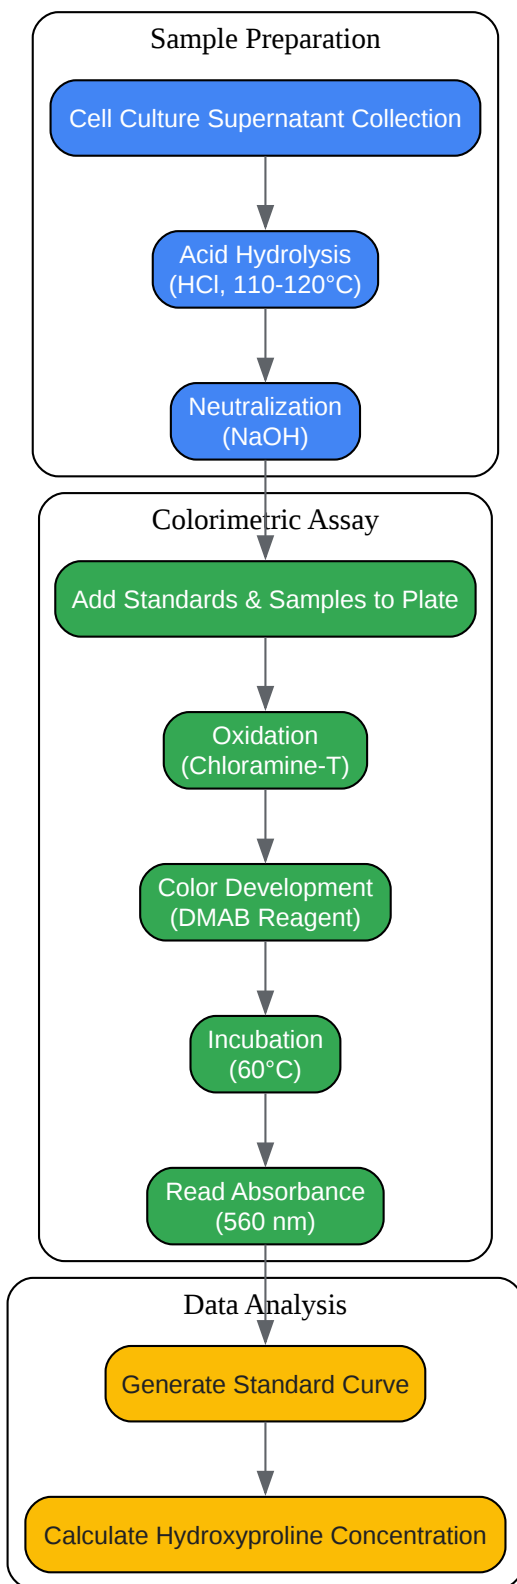 Sample Preparation
Cell Culture Supernatant Collection
Acid Hydrolysis
(HCl, 110-120°C)
Neutralization
(NaOH)
Colorimetric Assay
Add Standards & Samples to Plate
Oxidation
(Chloramine-T)
Color Development
(DMAB Reagent)
Incubation
(60°C)
Read Absorbance
(560 nm)
Data Analysis
Generate Standard Curve
Calculate Hydroxyproline Concentration